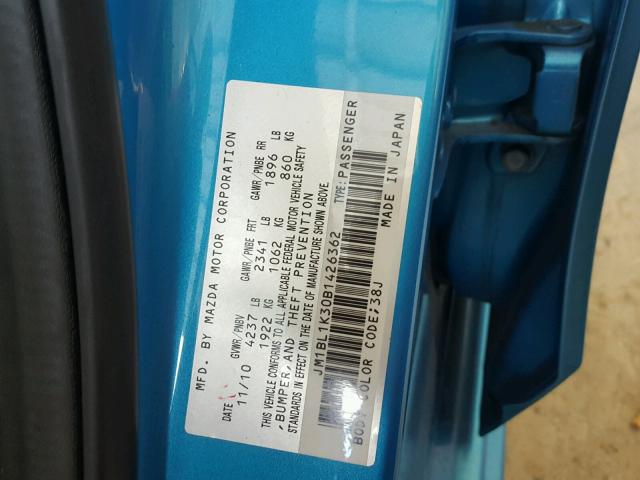 MFD. BY MAZDA MOTOR CORPORATION
DATE GVWR/PNBV GAWR/PNBE FRT GAWR/PNBE RR
11/10 4237 LB 2341 LB 1896 LB
1922 KG 1062 KG 860 KG
THIS VEHICLE CONFORMS TO ALL APPLICABLE FEDERAL MOTOR VEHICLE SAFETY
,BUMPER,AND THEFT PREVENTION
STANDARDS IN EFFECT ON THE DATE OF MANUFACTURE SHOWN ABOVE.
JM1BL1K30B1426362 TYPE:PASSENGER
BODY COLOR CODE;38J MADE IN JAPAN